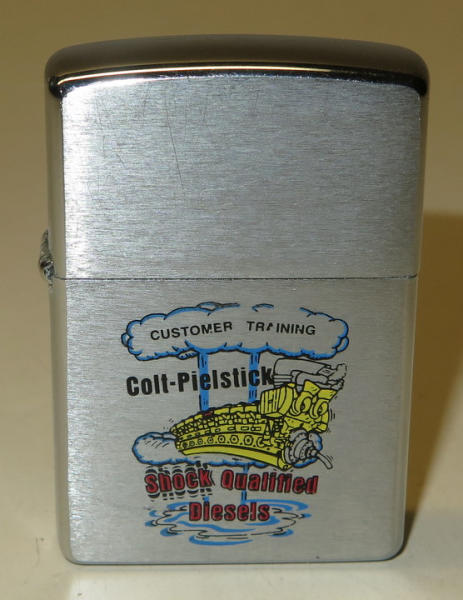 CUSTOMER TRAINING
Colt-Pielstick
Shock Qualified
Diesels